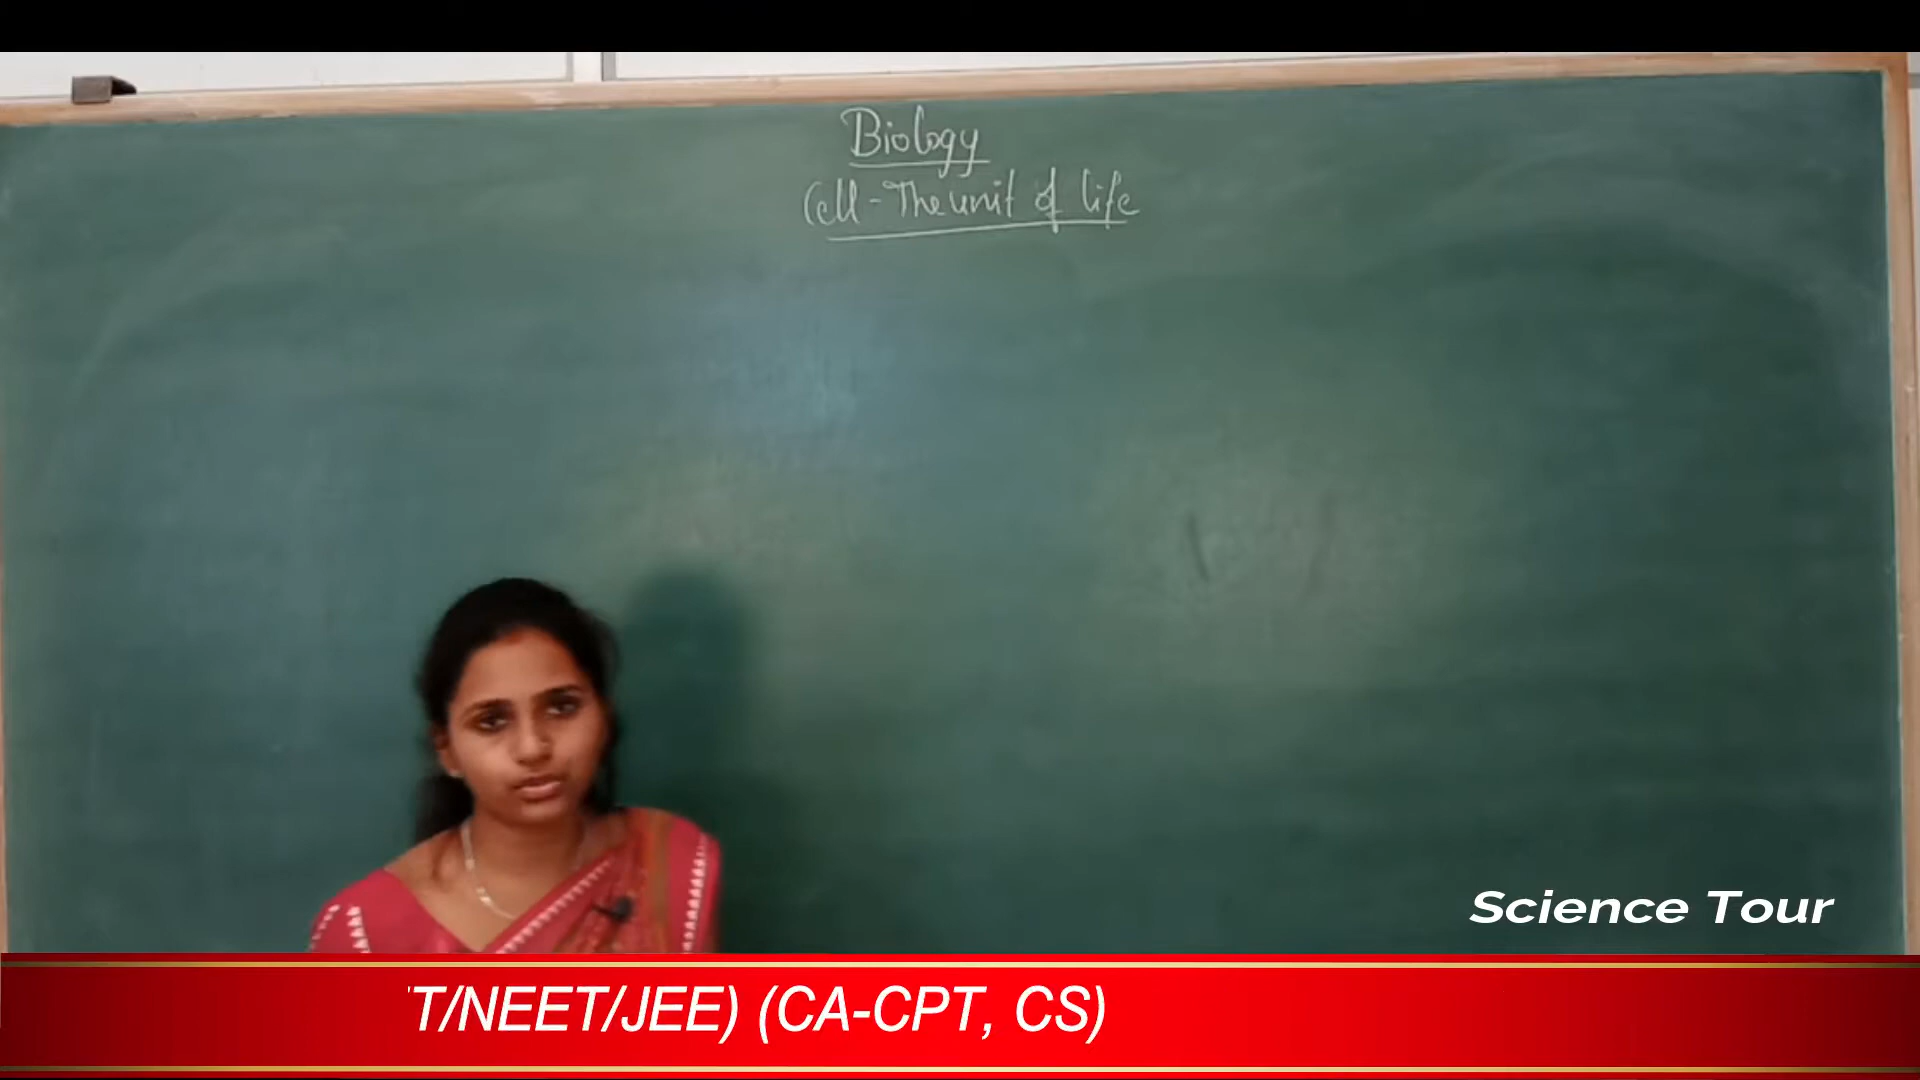 Biology
Cell - The unit of life
Science Tour
T/NEET/JEE) (CA-CPT, CS)